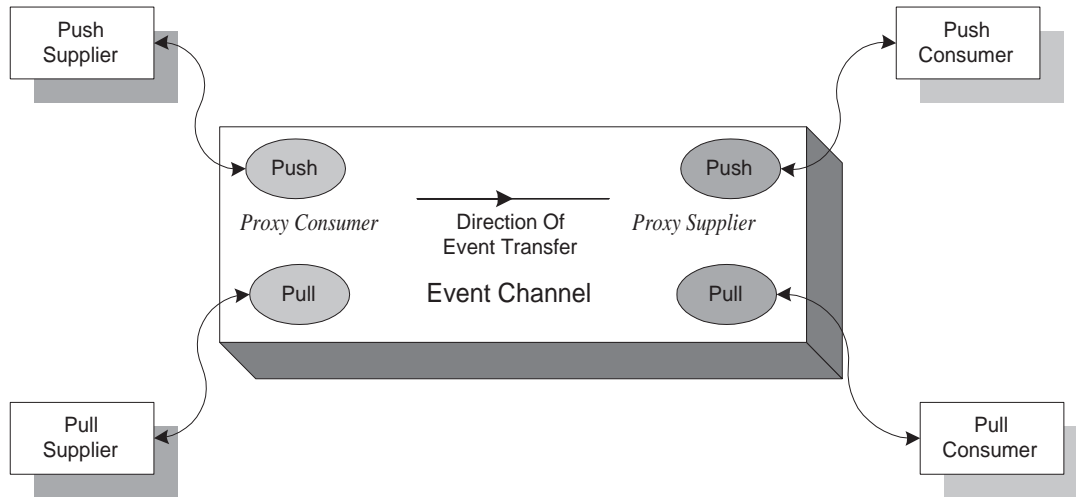 Push
Supplier
Push
Consumer
Push
Push
Proxy Consumer
Direction Of
Event Transfer
Proxy Supplier
Pull
Event Channel
Pull
Pull
Supplier
Pull
Consumer